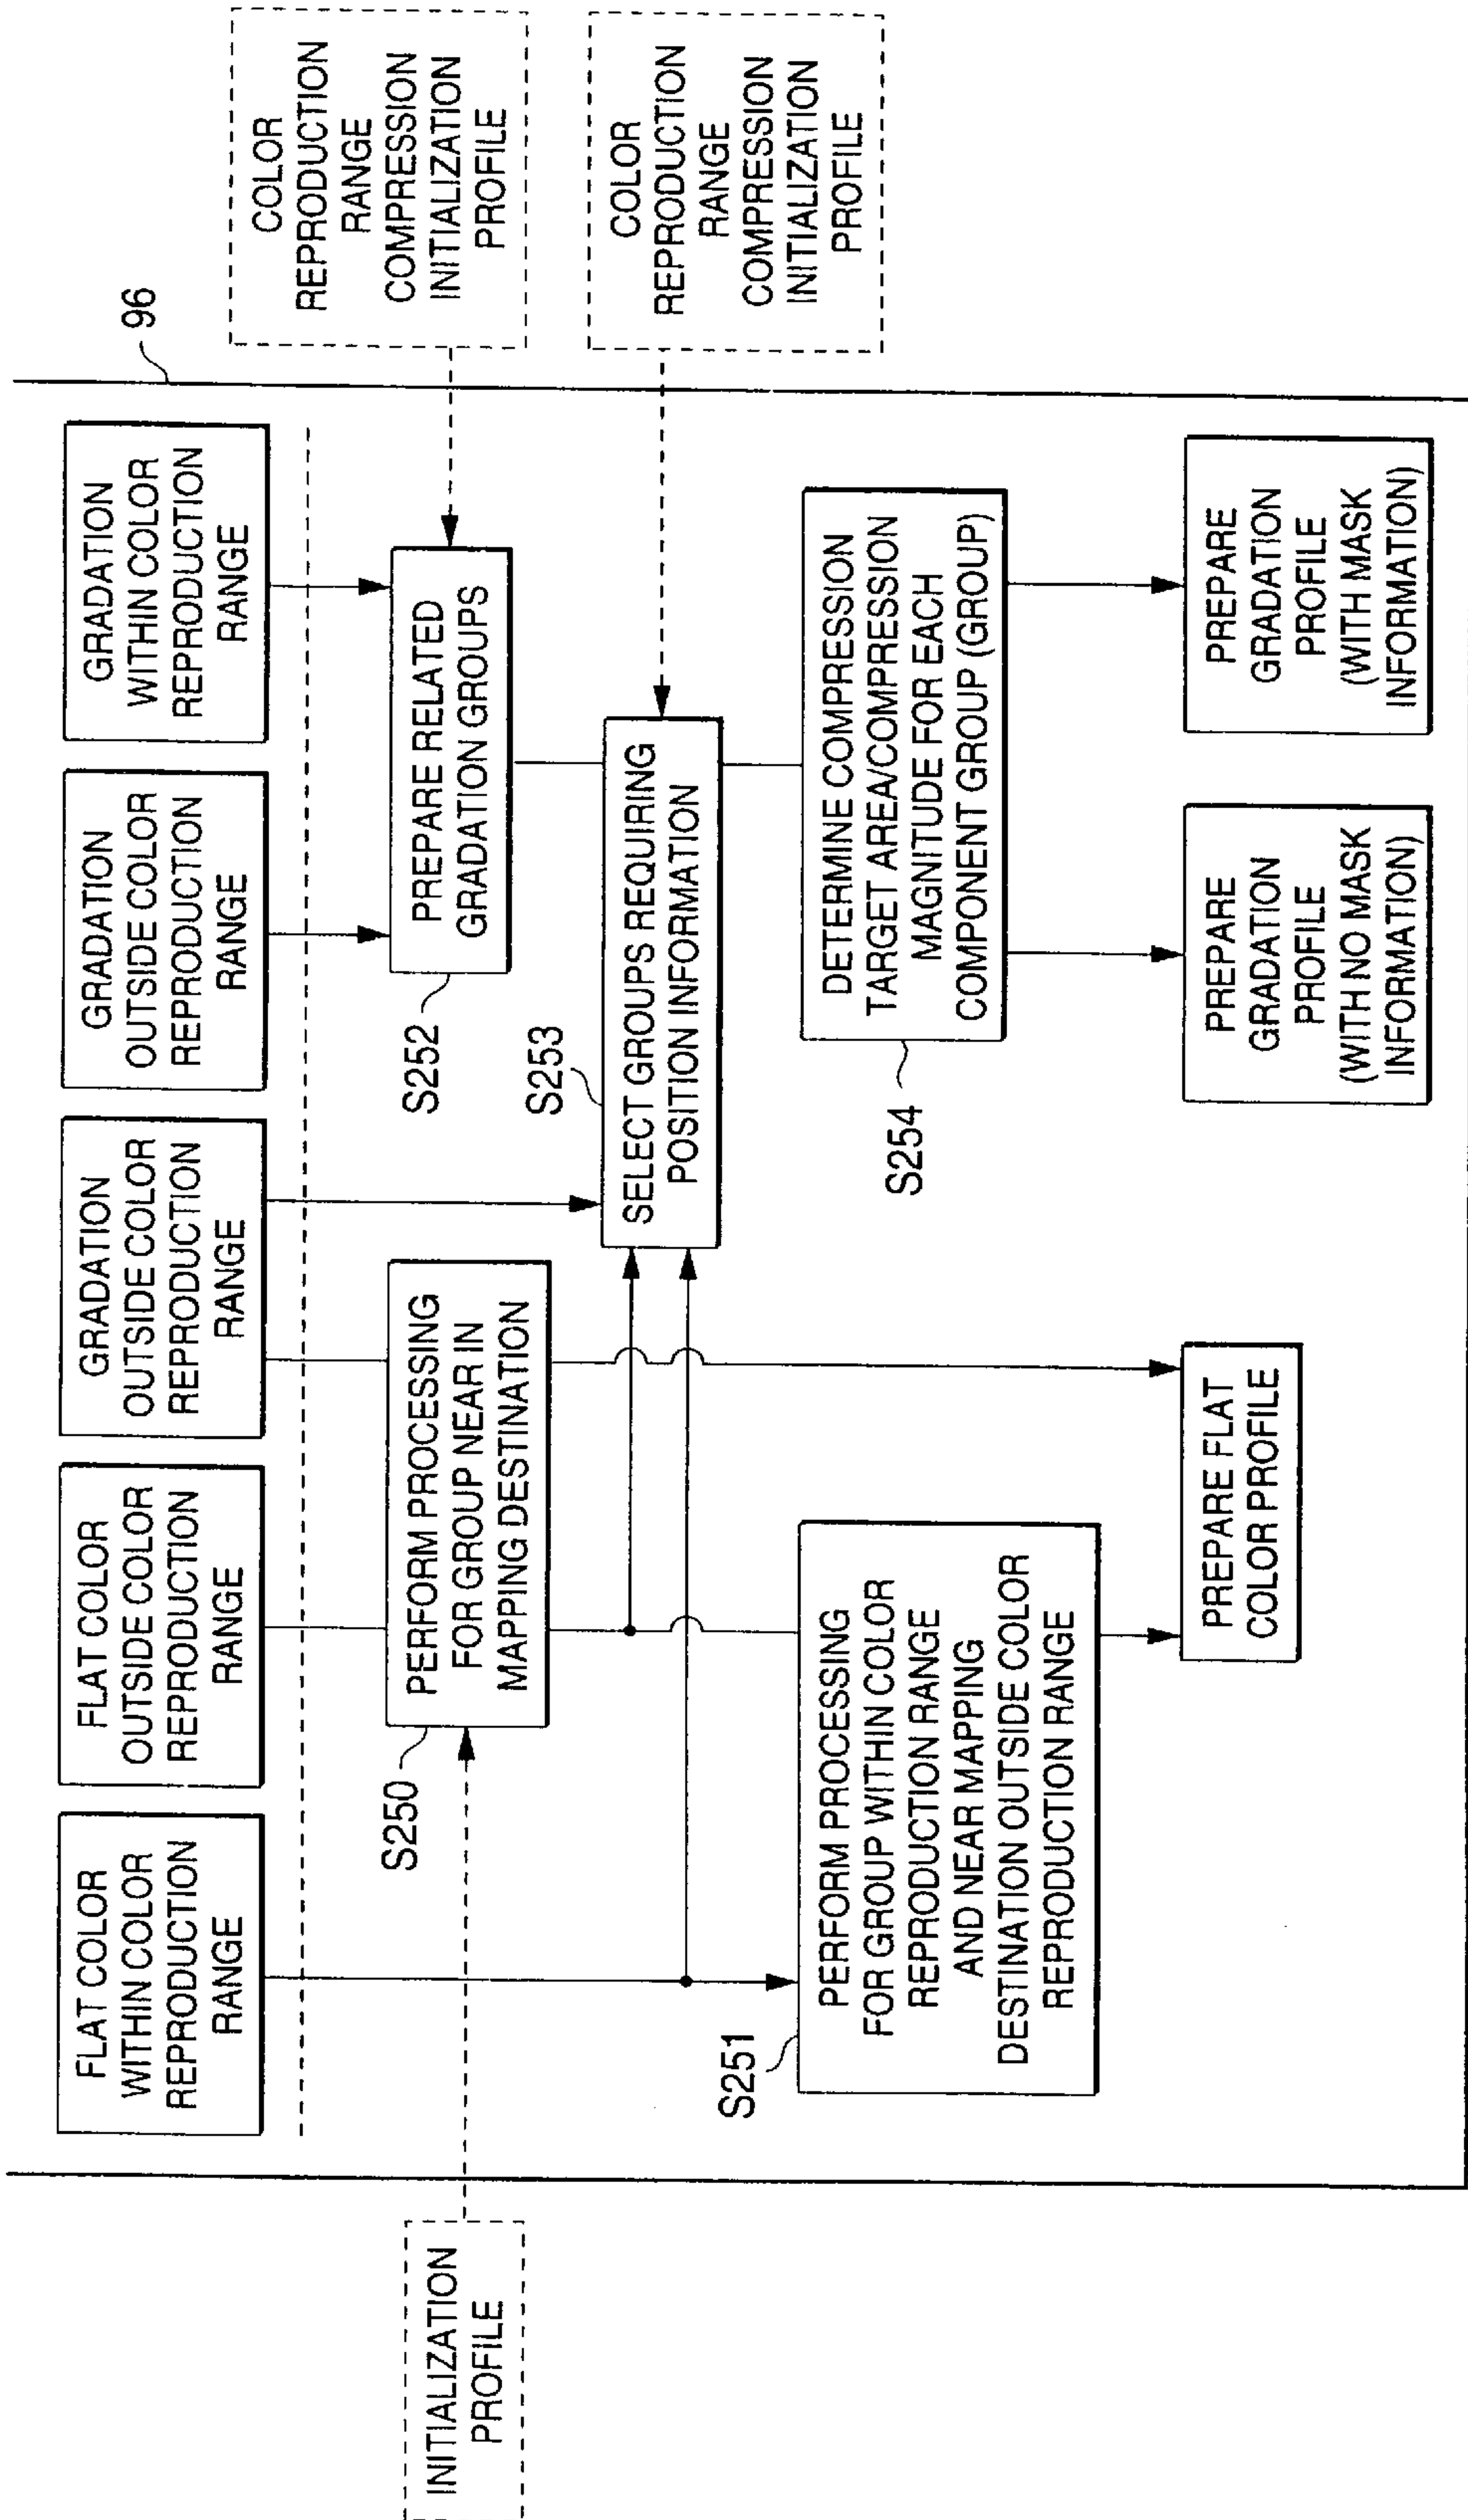 96
FLAT COLOR
WITHIN COLOR
REPRODUCTION
RANGE
FLAT COLOR
OUTSIDE COLOR
REPRODUCTION
RANGE
GRADATION
OUTSIDE COLOR
REPRODUCTION
RANGE
GRADATION
OUTSIDE COLOR
REPRODUCTION
RANGE
GRADATION
WITHIN COLOR
REPRODUCTION
RANGE
INITIALIZATION
PROFILE
S250
PERFORM PROCESSING
FOR GROUP NEAR IN
MAPPING DESTINATION
S252
PREPARE RELATED
GRADATION GROUPS
COLOR
REPRODUCTION
RANGE
COMPRESSION
INITIALIZATION
PROFILE
S253
SELECT GROUPS REQUIRING
POSITION INFORMATION
COLOR
REPRODUCTION
RANGE
COMPRESSION
INITIALIZATION
PROFILE
S251
PERFORM PROCESSING
FOR GROUP WITHIN COLOR
REPRODUCTION RANGE
AND NEAR MAPPING
DESTINATION OUTSIDE COLOR
REPRODUCTION RANGE
S254
DETERMINE COMPRESSION
TARGET AREA/COMPRESSION
MAGNITUDE FOR EACH
COMPONENT GROUP (GROUP)
PREPARE FLAT
COLOR PROFILE
PREPARE
GRADATION
PROFILE
(WITH NO MASK
INFORMATION)
PREPARE
GRADATION
PROFILE
(WITH MASK
INFORMATION)